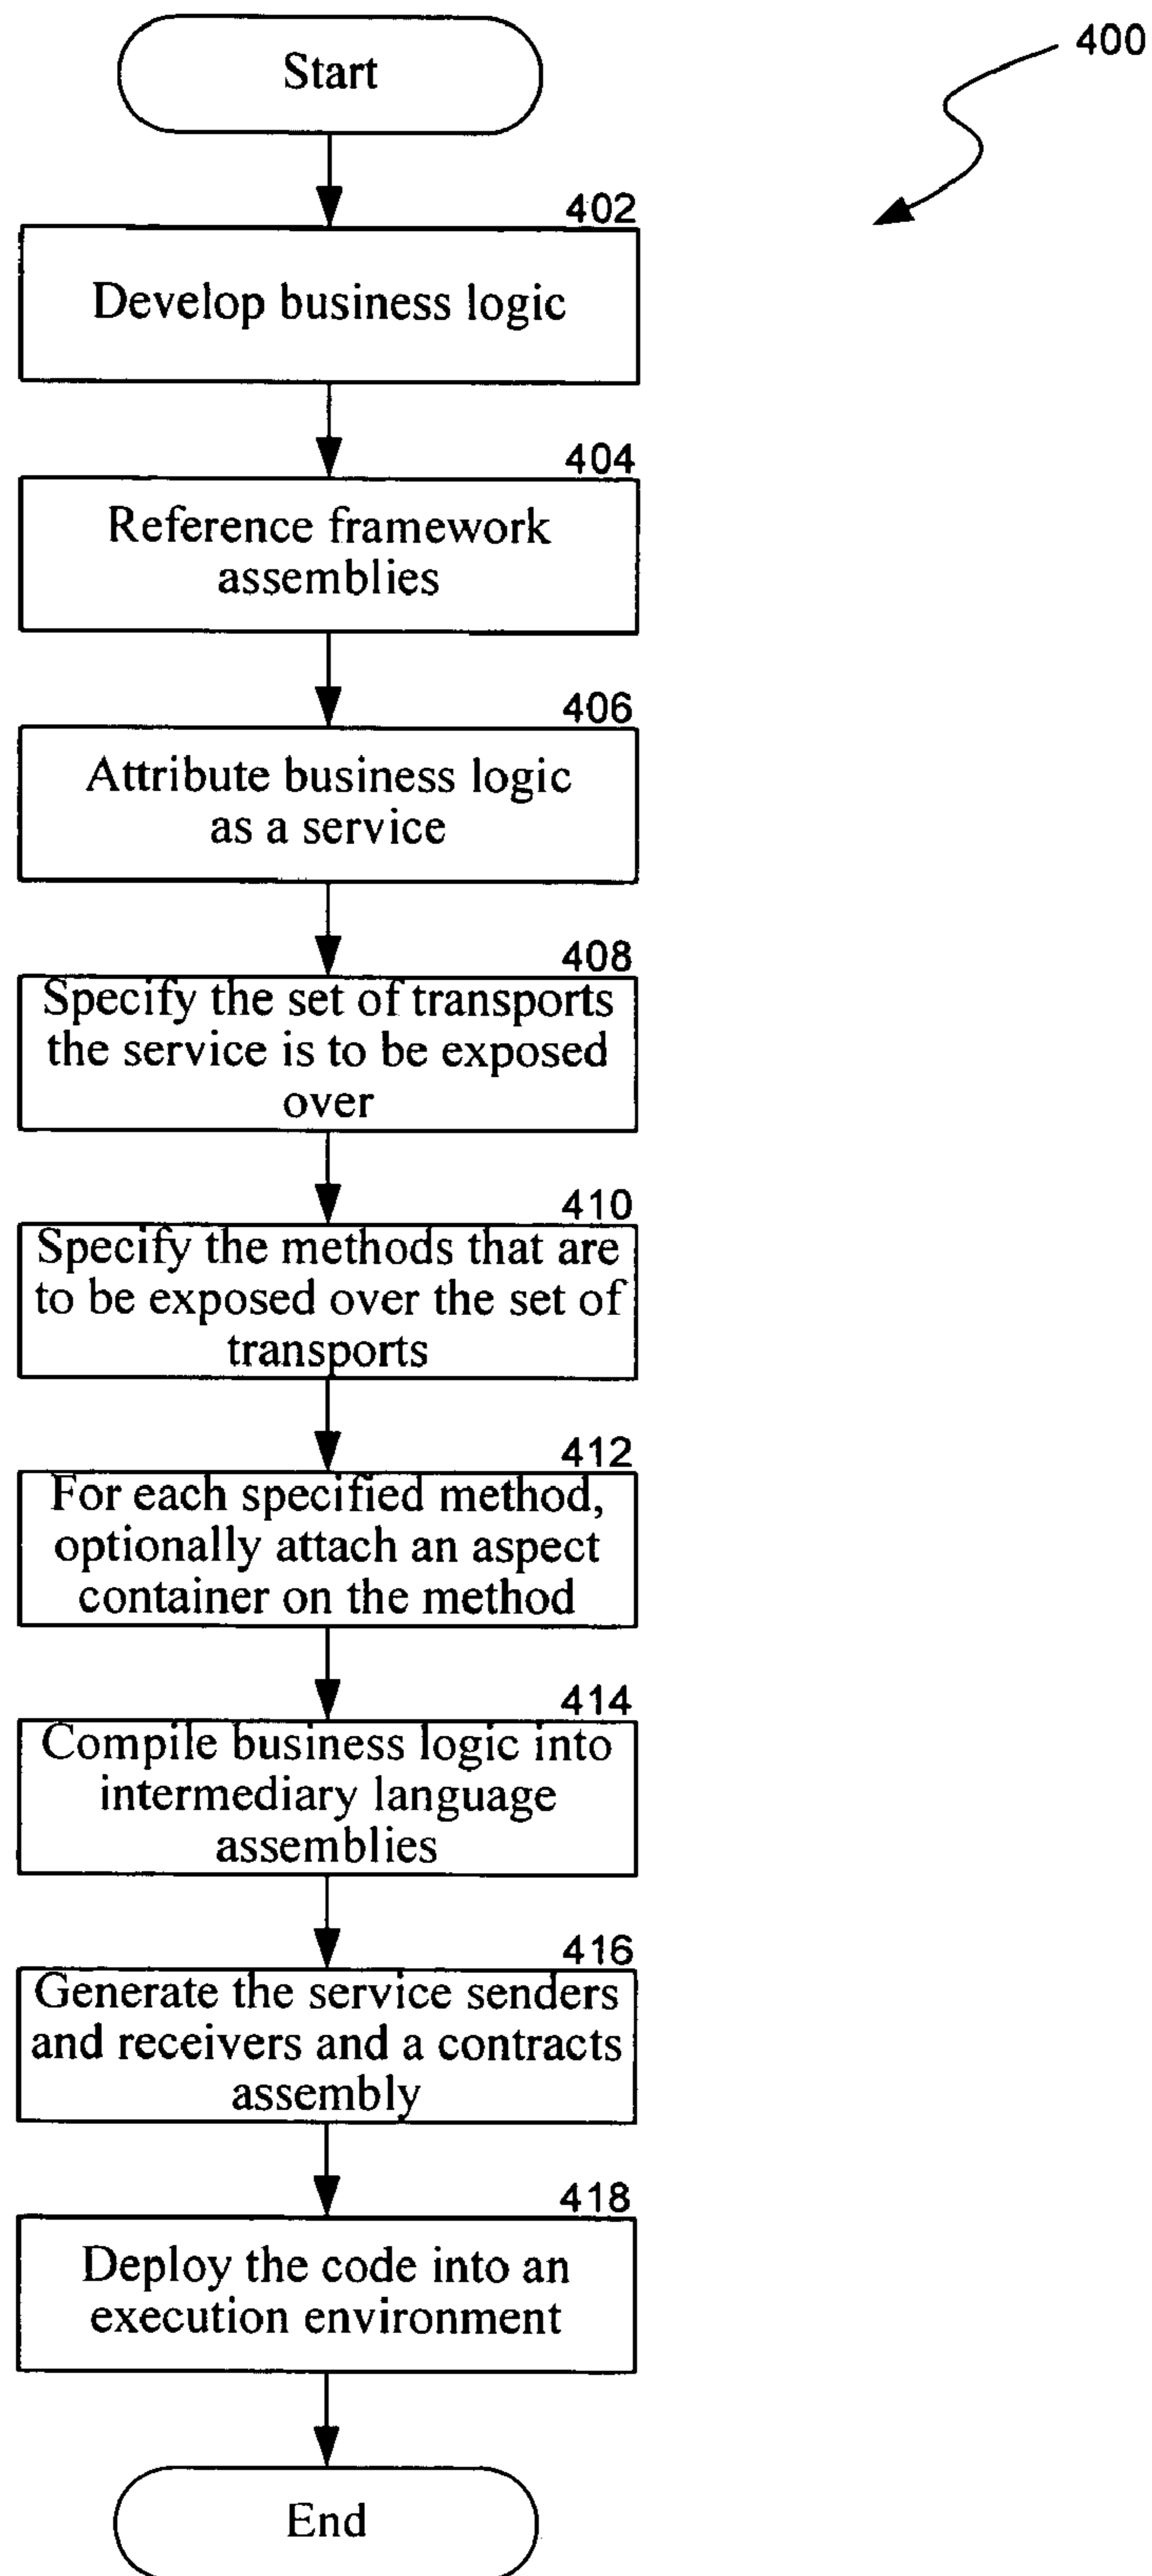 Start
400
402
Develop business logic
404
Reference framework
assemblies
406
Attribute business logic
as a service
408
Specify the set of transports
the service is to be exposed
over
410
Specify the methods that are
to be exposed over the set of
transports
412
For each specified method,
optionally attach an aspect
container on the method
414
Compile business logic into
intermediary language
assemblies
416
Generate the service senders
and receivers and a contracts
assembly
418
Deploy the code into an
execution environment
End